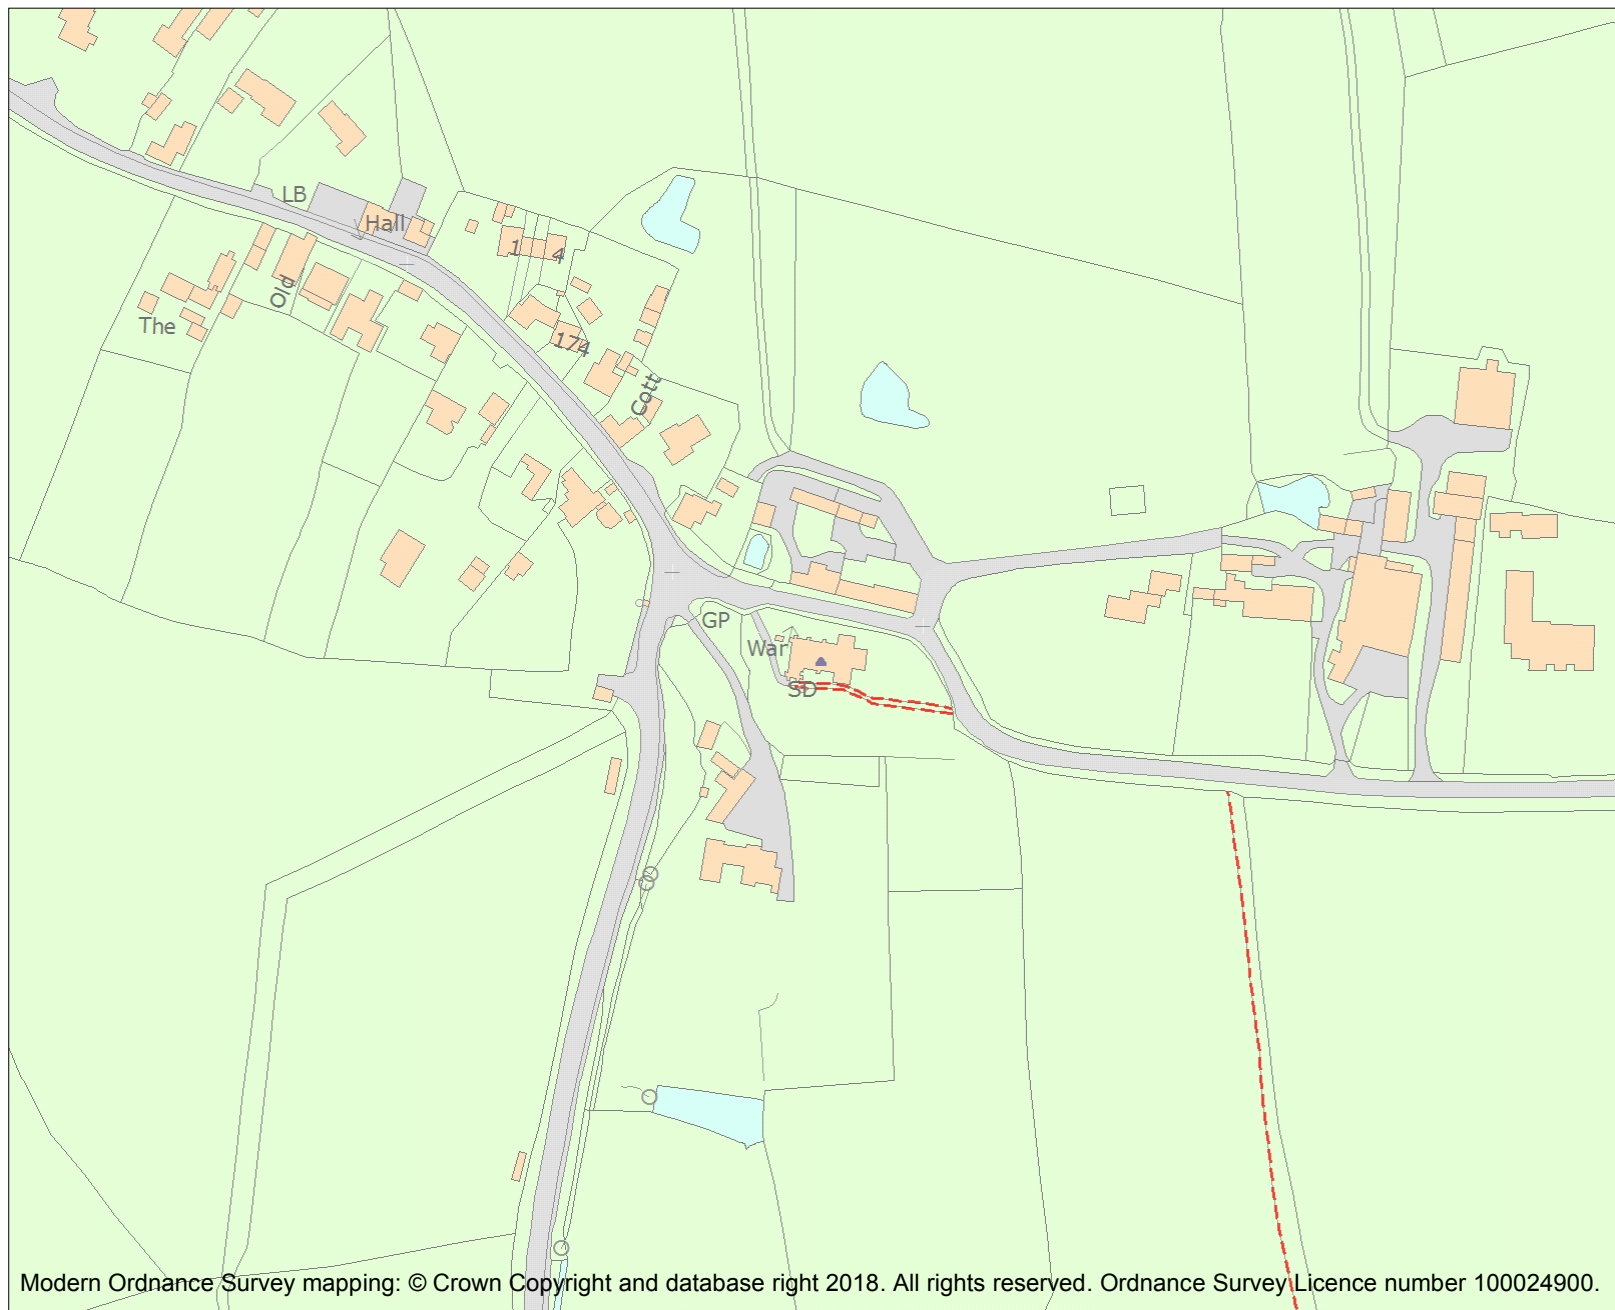 LB
Hall
1
4
Old
The
174
Cott
GP
War
SD
Modern Ordnance Survey mapping: © Crown Copyright and database right 2018. All rights reserved. Ordnance Survey Licence number 100024900.